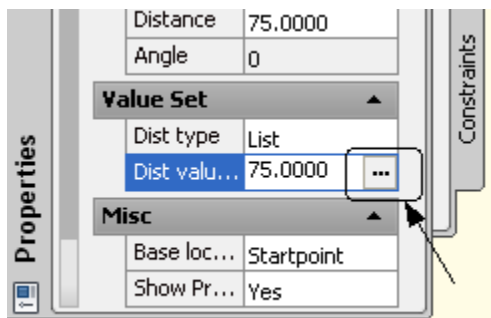 Distance 75.0000
Angle 0
Value Set
Dist type List
Dist valu... 75.0000 ...
Misc
Base loc... Startpoint
Show Pr... Yes
Properties
Constraints